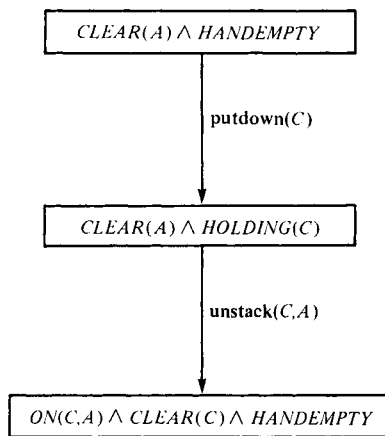 CLEAR(A) ∧ HANDEMPTY
putdown(C)
CLEAR(A) ∧ HOLDING(C)
unstack(C,A)
ON(C,A) ∧ CLEAR(C) ∧ HANDEMPTY